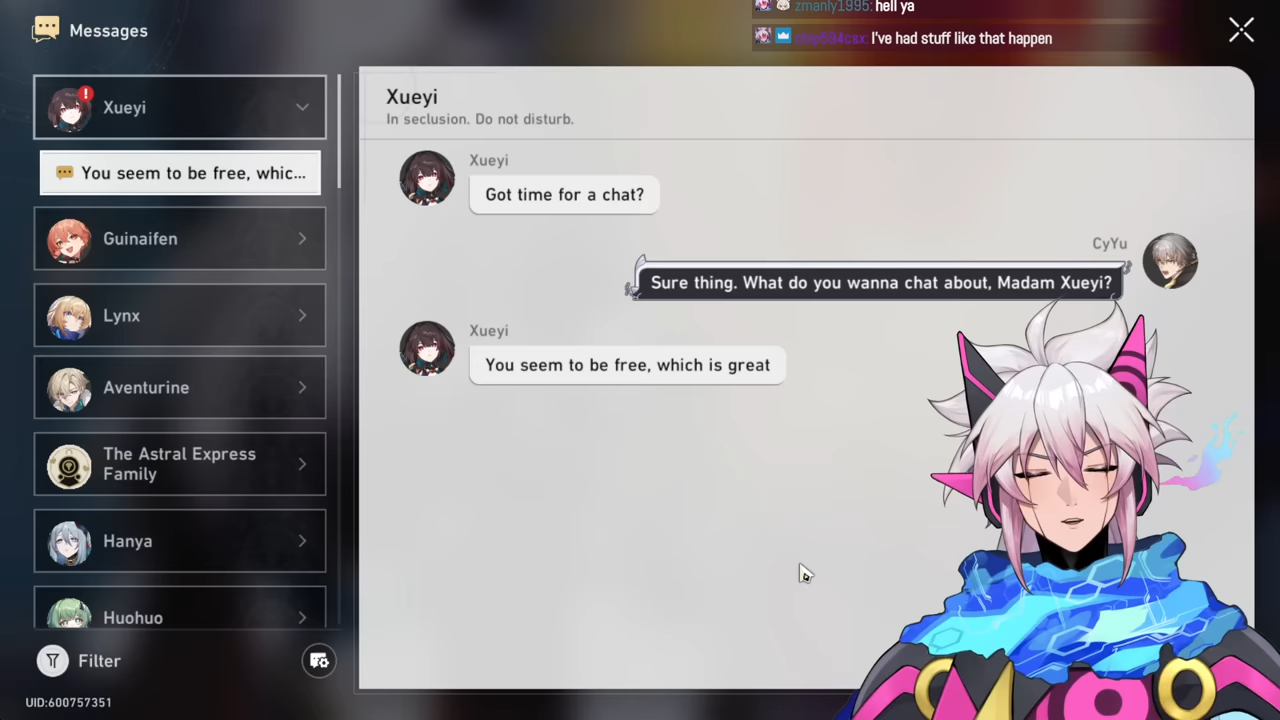 Messages
zmanly1995: hell ya
I've had stuff like that happen
Xueyi
You seem to be free, whic...
Guinaifen
Lynx
Aventurine
The Astral Express
Family
Hanya
Huohuo
Filter
UID:600757351
Xueyi
In seclusion. Do not disturb.
Xueyi
Got time for a chat?
CyYu
Sure thing. What do you wanna chat about, Madam Xueyi?
Xueyi
You seem to be free, which is great